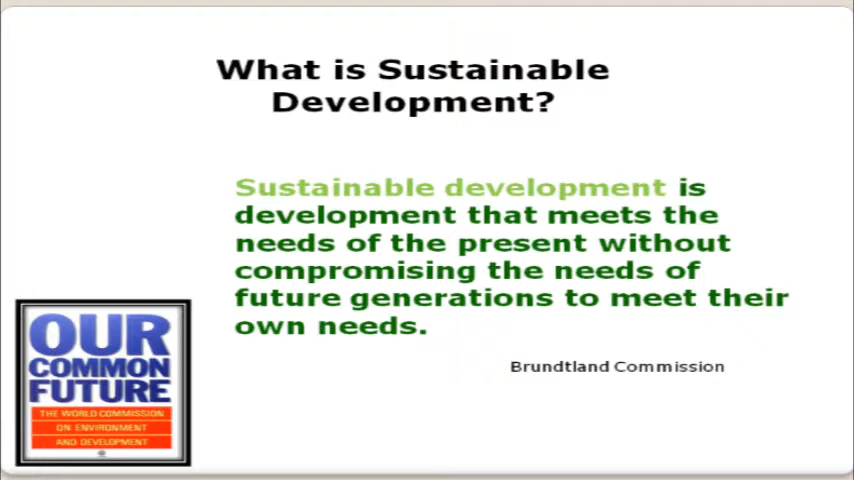 What is Sustainable
Development?
Sustainable development is
development that meets the
needs of the present without
compromising the needs of
future generations to meet their
own needs.
Brundtland Commission
OUR
COMMON
FUTURE
THE WORLD COMMISSION
ON ENVIRONMENT
AND DEVELOPMENT